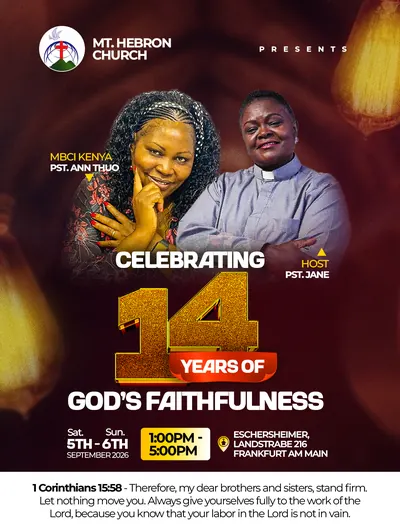 MT. HEBRON
CHURCH
PRESENTS
MBCI KENYA
PST. ANN THUO
HOST
PST. JANE
CELEBRATING
14
YEARS OF
GOD'S FAITHFULNESS
Sat. Sun.
5TH - 6TH
SEPTEMBER 2026
1:00PM -
5:00PM
ESCHERSHEIMER,
LANDSTRABE 216
FRANKFURT AM MAIN
1 Corinthians 15:58 - Therefore, my dear brothers and sisters, stand firm.
Let nothing move you. Always give yourselves fully to the work of the
Lord, because you know that your labor in the Lord is not in vain.